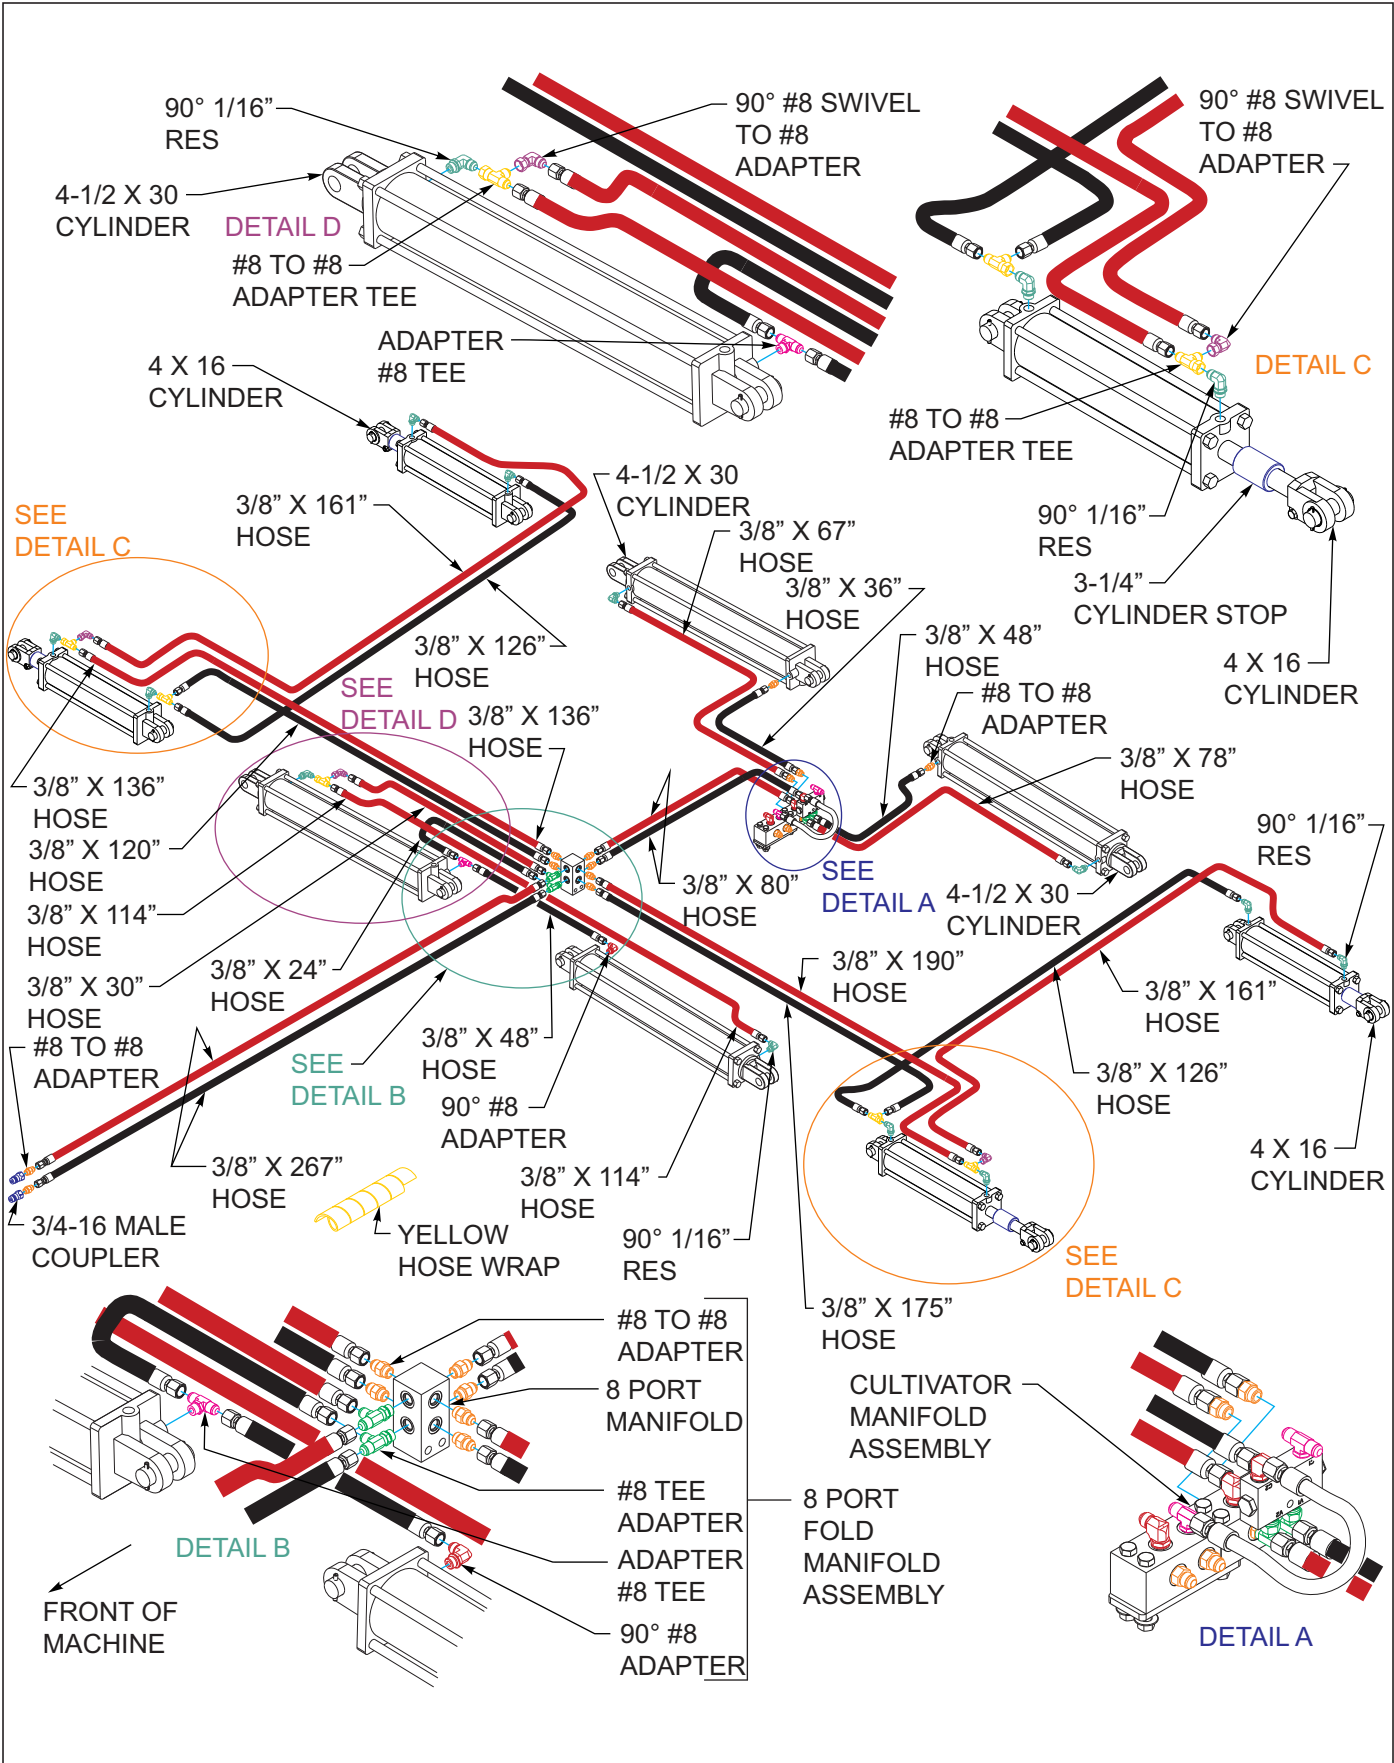 90° 1/16”
RES
90° #8 SWIVEL
TO #8
ADAPTER
90° #8 SWIVEL
TO #8
ADAPTER
4-1/2 X 30
CYLINDER
DETAIL D
#8 TO #8
ADAPTER TEE
ADAPTER
#8 TEE
DETAIL C
4 X 16
CYLINDER
#8 TO #8
ADAPTER TEE
4-1/2 X 30
CYLINDER
3/8” X 161”
HOSE
SEE
DETAIL C
3/8” X 67”
HOSE
90° 1/16”
RES
3/8” X 36”
HOSE
3-1/4”
CYLINDER STOP
3/8” X 126”
HOSE
3/8” X 48”
HOSE
4 X 16
CYLINDER
SEE
DETAIL D
#8 TO #8
ADAPTER
3/8” X 136”
HOSE
3/8” X 78”
HOSE
3/8” X 136”
HOSE
90° 1/16”
RES
3/8” X 120”
HOSE
SEE
DETAIL A
3/8” X 80”
HOSE
4-1/2 X 30
CYLINDER
3/8” X 114”
HOSE
3/8” X 24”
HOSE
3/8” X 190”
HOSE
3/8” X 30”
HOSE
3/8” X 161”
HOSE
#8 TO #8
ADAPTER
SEE
DETAIL B
3/8” X 48”
HOSE
3/8” X 126”
HOSE
90° #8
ADAPTER
4 X 16
CYLINDER
3/8” X 267”
HOSE
3/8” X 114”
HOSE
3/4-16 MALE
COUPLER
YELLOW
HOSE WRAP
90° 1/16”
RES
SEE
DETAIL C
3/8” X 175”
HOSE
#8 TO #8
ADAPTER
8 PORT
MANIFOLD
CULTIVATOR
MANIFOLD
ASSEMBLY
#8 TEE
ADAPTER
8 PORT
FOLD
MANIFOLD
ASSEMBLY
DETAIL B
ADAPTER
#8 TEE
FRONT OF
MACHINE
90° #8
ADAPTER
DETAIL A